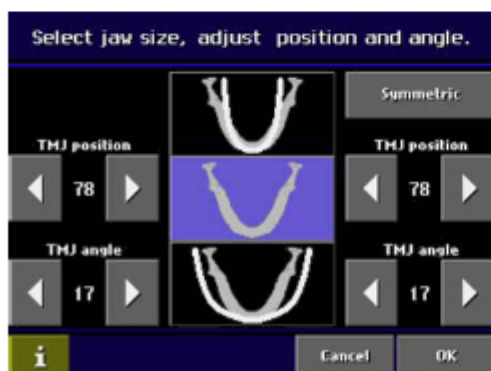 Select jaw size, adjust position and angle.
Symmetric
TMJ position
78
TMJ position
78
TMJ angle
17
TMJ angle
17
i
Cancel
OK